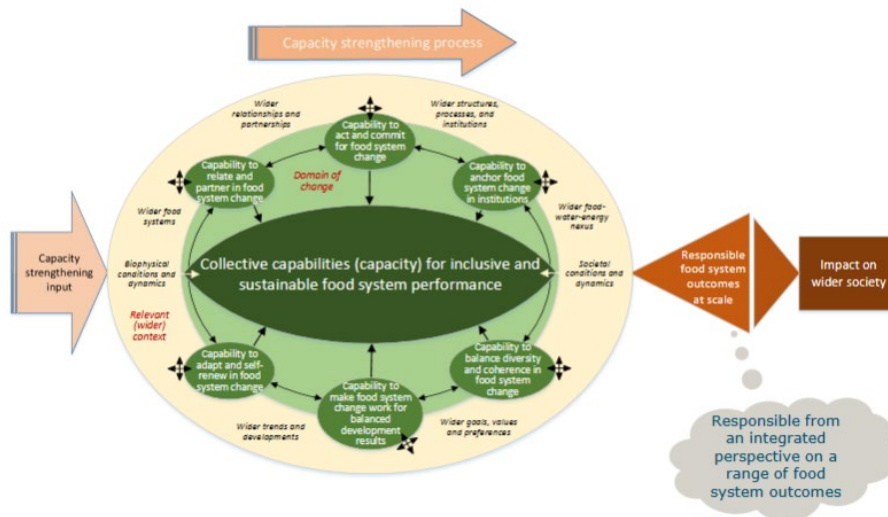 Capacity strengthening process
Wider
relationships and
partnerships
Wider structures,
processes, and
institutions
Capability to
act and commit for food system
change
Capability to
relate and
partner in food
system change
Domain of
change
Capability to
anchor food
system change
in institutions
Wider food
systems
Wider food-
water-energy
nexus
Capacity
strengthening
input
Biophysical
conditions and
dynamics
Collective capabilities (capacity) for inclusive and
sustainable food system performance
Societal
conditions and
dynamics
Responsible
food system
outcomes
at scale
Impact on
wider society
Relevant
(wider)
context
Capability to
adapt and self-
renew in food
system change
Capability to
make food system
change work for
balanced
development
results
Capability to
balance diversity
and coherence in
food system
change
Wider trends and
developments
Wider goals, values
and preferences
Responsible from
an integrated
perspective on a
range of food
system outcomes